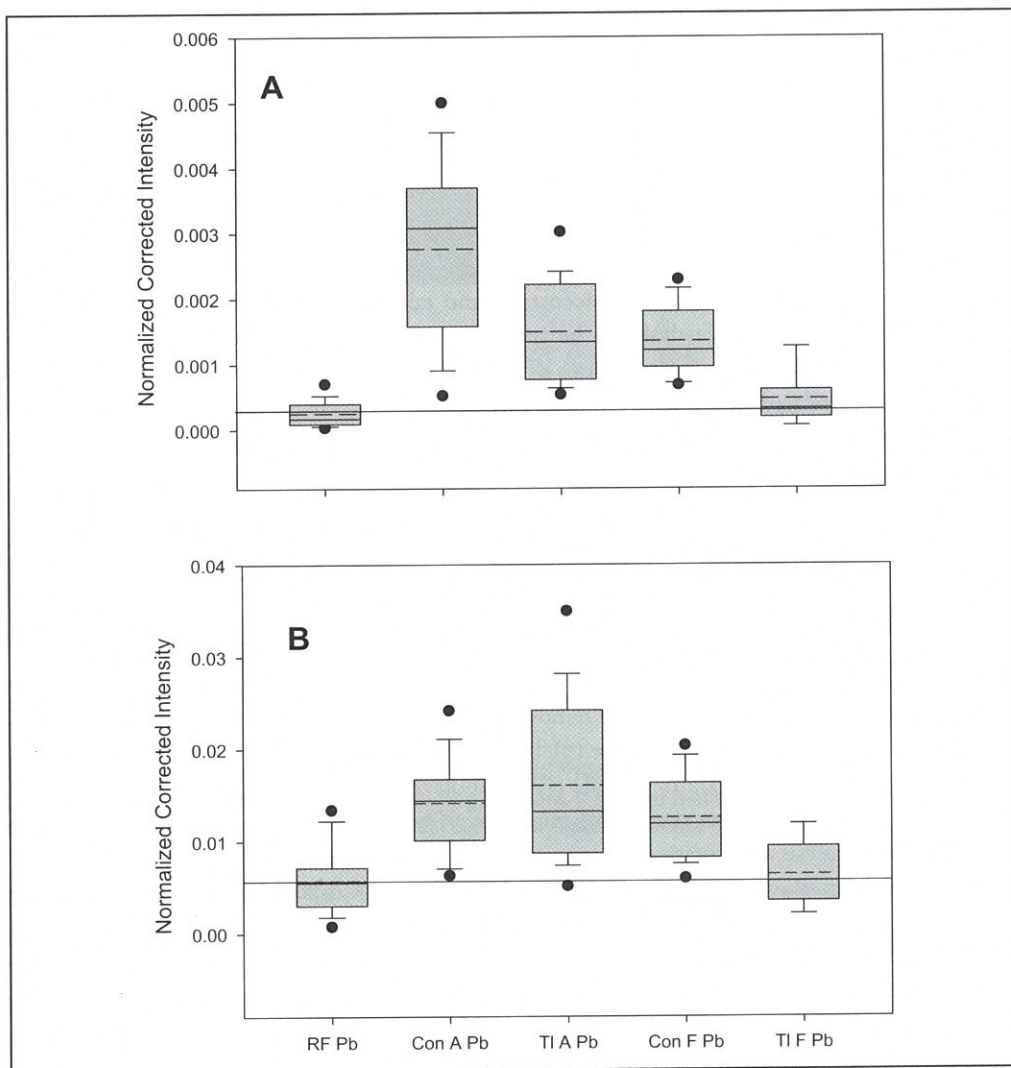 A
Normalized Corrected Intensity
0.006
0.005
0.004
0.003
0.002
0.001
0.000
B
Normalized Corrected Intensity
0.04
0.03
0.02
0.01
0.00
RF Pb Con A Pb TI A Pb Con F Pb TI F Pb